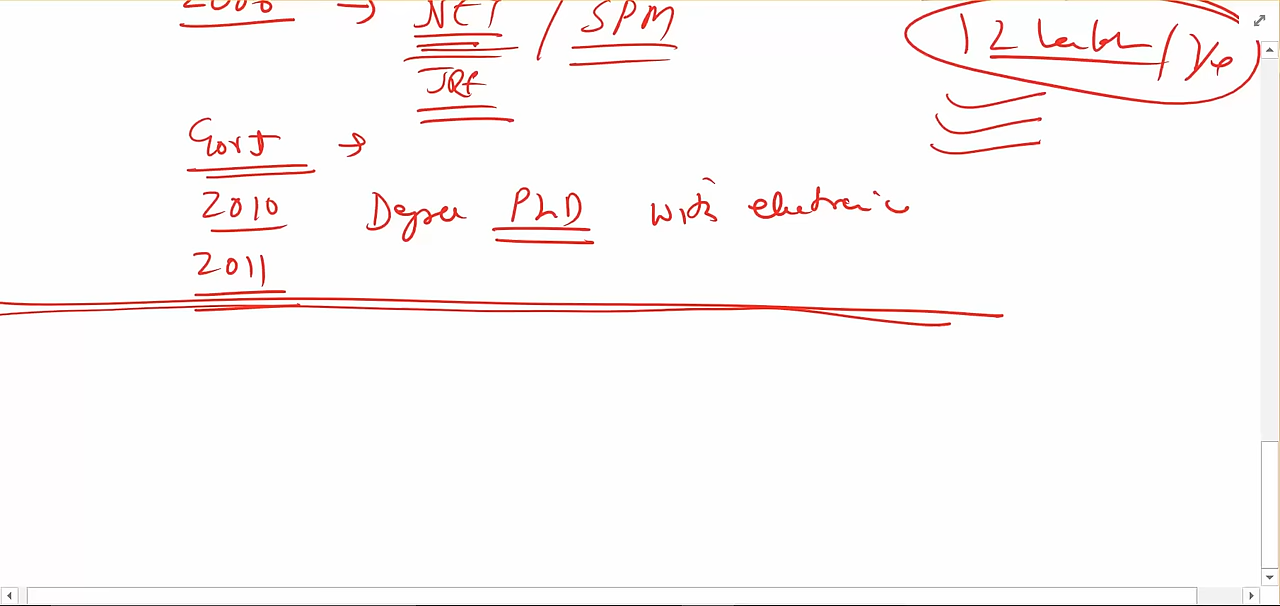 → NET / SPM
JRF
12 lakh / Yr
Govt →
2010 Degree PhD with electronic
2011